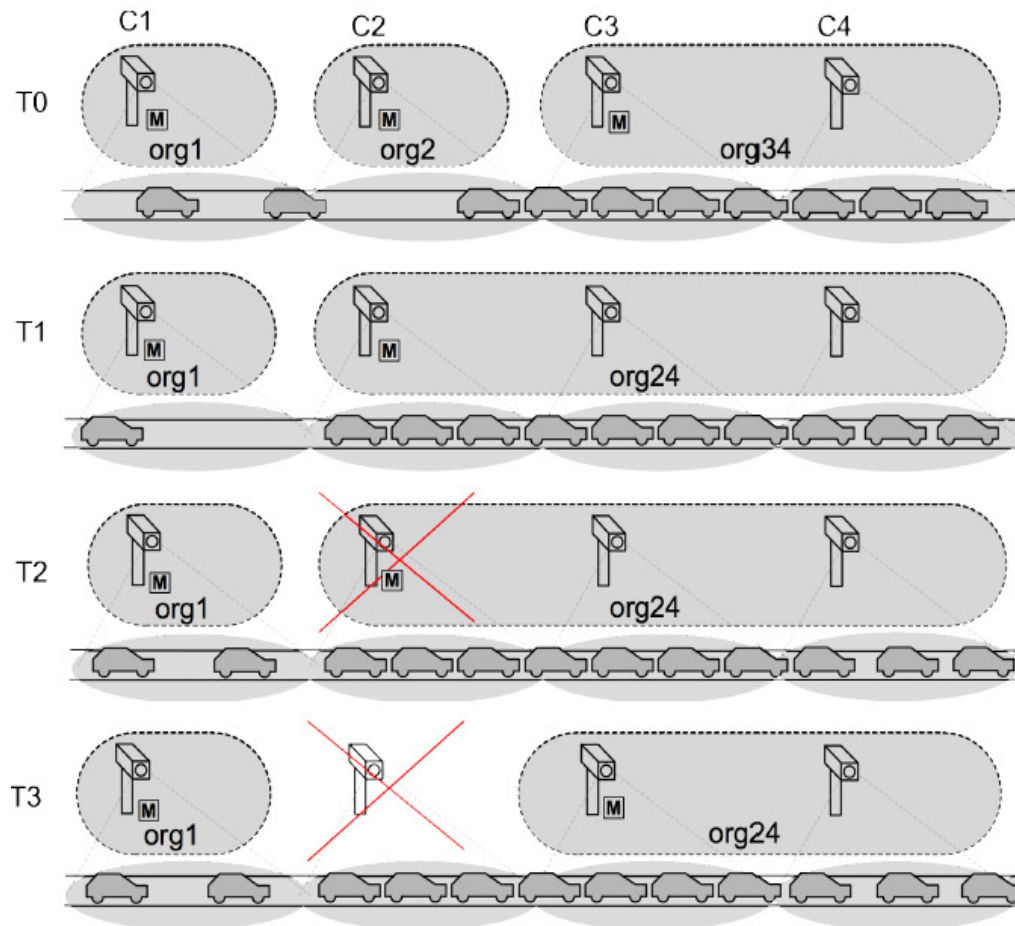 C1 C2 C3 C4
T0
M M M
org1 org2 org34
T1
M M
org1 org24
T2
M M
org1 org24
T3
M M
org1 org24